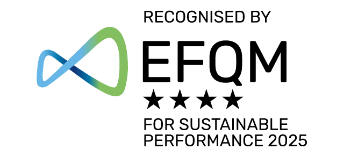 RECOGNISED BY
EFQM
★★★★
FOR SUSTAINABLE
PERFORMANCE 2025